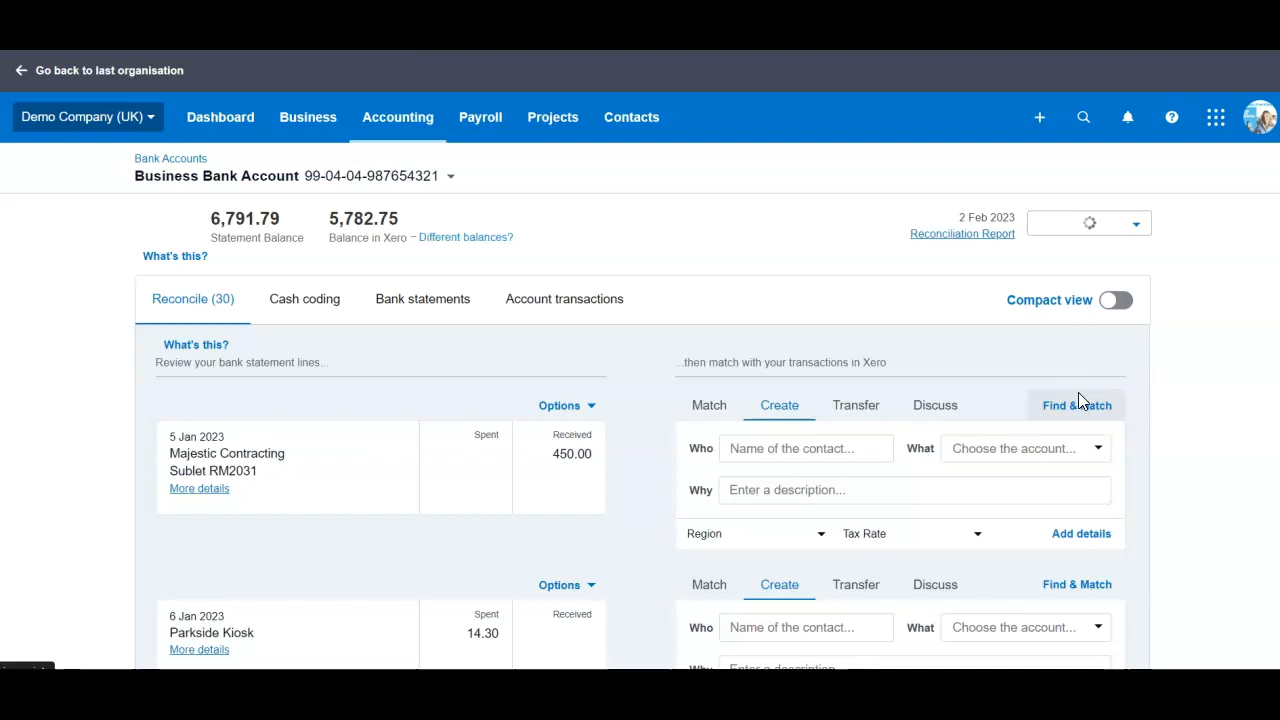 Go back to last organisation
Demo Company (UK) Dashboard Business Accounting Payroll Projects Contacts
Bank Accounts
Business Bank Account 99-04-04-987654321
6,791.79 5,782.75 2 Feb 2023
Statement Balance Balance in Xero – Different balances? Reconciliation Report
What's this?
Reconcile (30) Cash coding Bank statements Account transactions Compact view
What's this?
Review your bank statement lines... ...then match with your transactions in Xero
Options Match Create Transfer Discuss Find & Match
5 Jan 2023 Spent Received
Majestic Contracting 450.00 Who Name of the contact... What Choose the account...
Sublet RM2031
More details Why Enter a description...
Region Tax Rate Add details
Options Match Create Transfer Discuss Find & Match
6 Jan 2023 Spent Received
Parkside Kiosk 14.30 Who Name of the contact... What Choose the account...
More details
Why Enter a description...